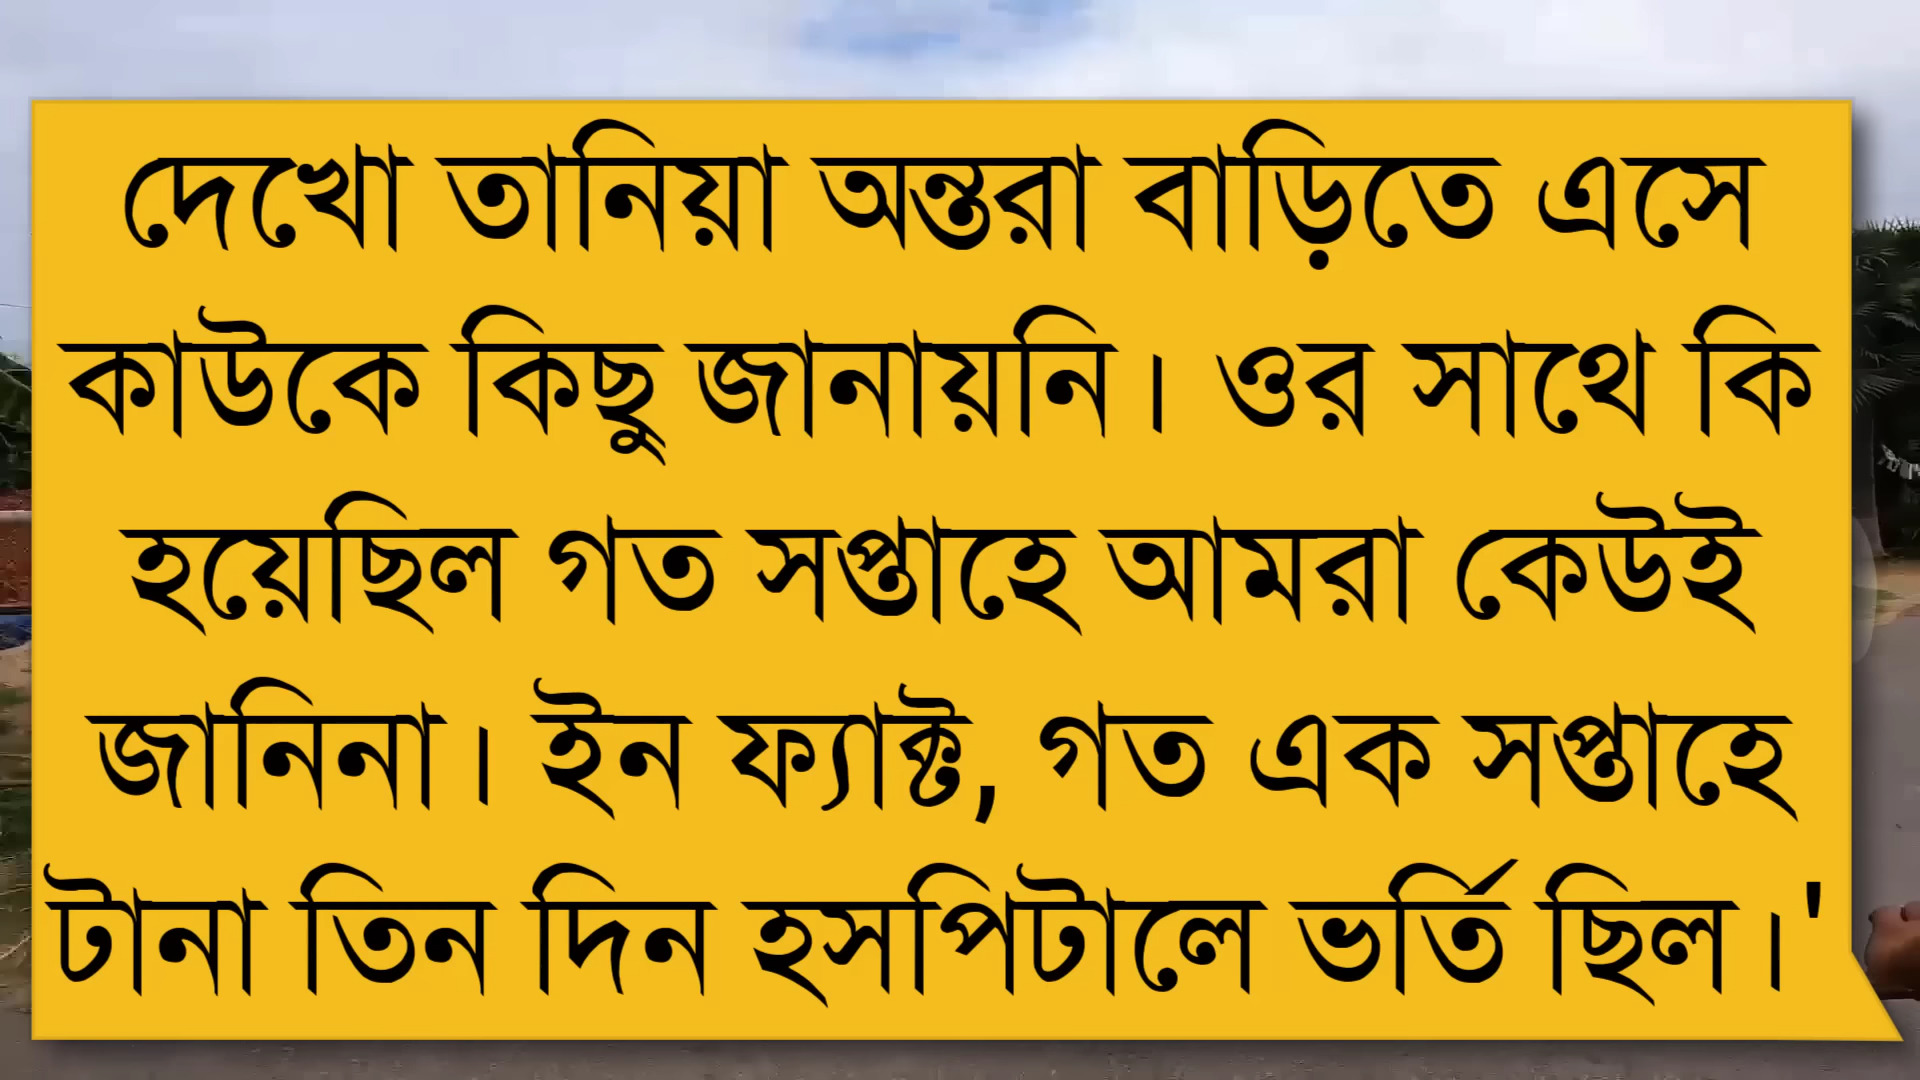 দেখো তানিয়া অন্তরা বাড়িতে এসে
কাউকে কিছু জানায়নি। ওর সাথে কি
হয়েছিল গত সপ্তাহে আমরা কেউই
জানিনা। ইন ফ্যাক্ট, গত এক সপ্তাহে
টানা তিন দিন হসপিটালে ভর্তি ছিল।'